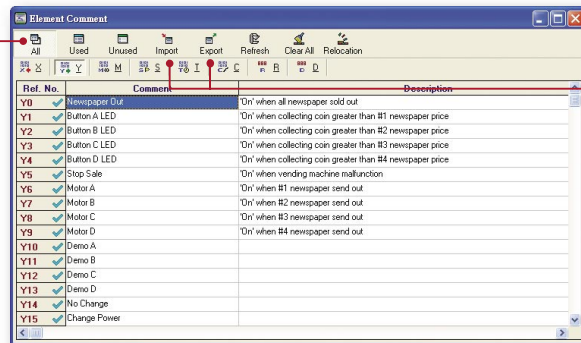 Element Comment
All Used Unused Import Export Refresh Clear All Relocation
X Y M S T C R D
Ref. No. Comment Description
Y0 Newspaper Out 'On' when all newspaper sold out
Y1 Button A LED 'On' when collecting coin greater than #1 newspaper price
Y2 Button B LED 'On' when collecting coin greater than #2 newspaper price
Y3 Button C LED 'On' when collecting coin greater than #3 newspaper price
Y4 Button D LED 'On' when collecting coin greater than #4 newspaper price
Y5 Stop Sale 'On' when vending machine malfunction
Y6 Motor A 'On' when #1 newspaper send out
Y7 Motor B 'On' when #2 newspaper send out
Y8 Motor C 'On' when #3 newspaper send out
Y9 Motor D 'On' when #4 newspaper send out
Y10 Demo A
Y11 Demo B
Y12 Demo C
Y13 Demo D
Y14 No Change
Y15 Change Power